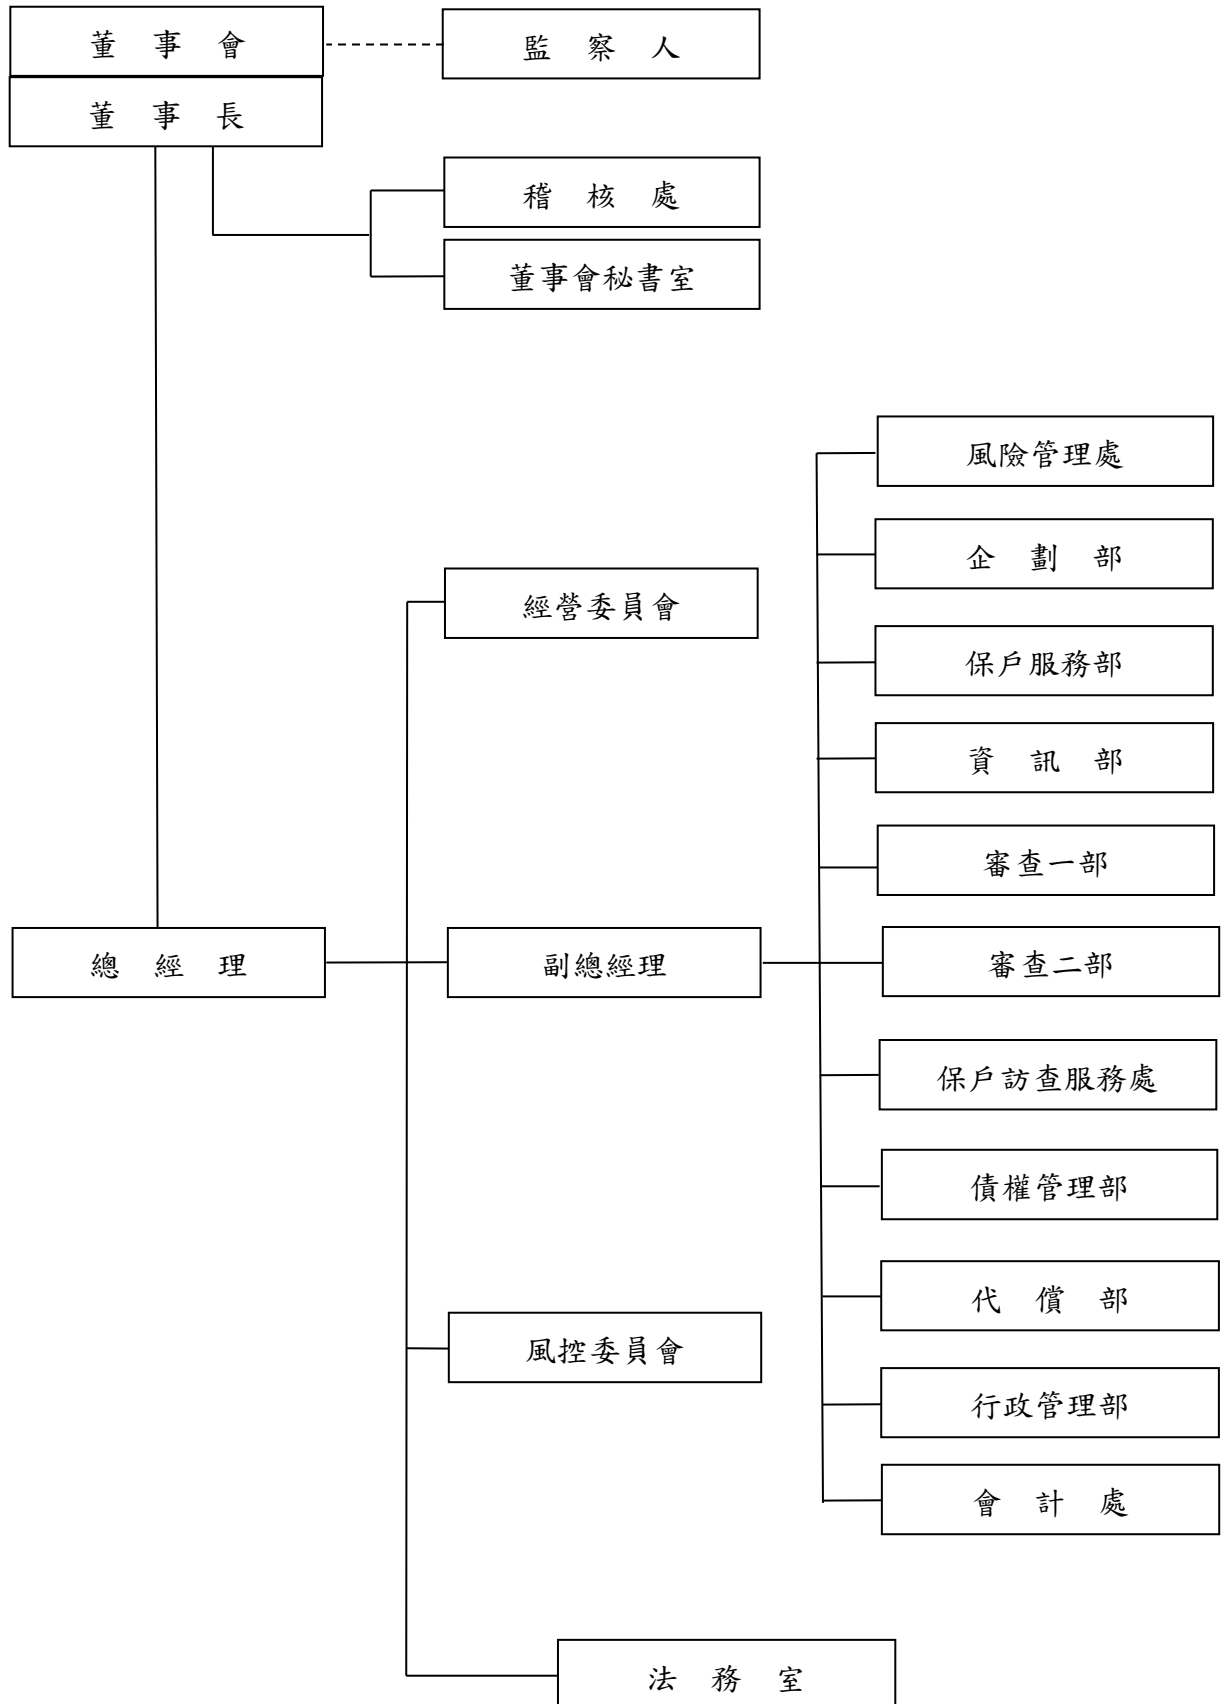 董事會
監察人
董事長
稽核處
董事會秘書室
風險管理處
企劃部
經營委員會
保戶服務部
資訊部
審查一部
總經理
副總經理
審查二部
保戶訪查服務處
債權管理部
代償部
風控委員會
行政管理部
會計處
法務室